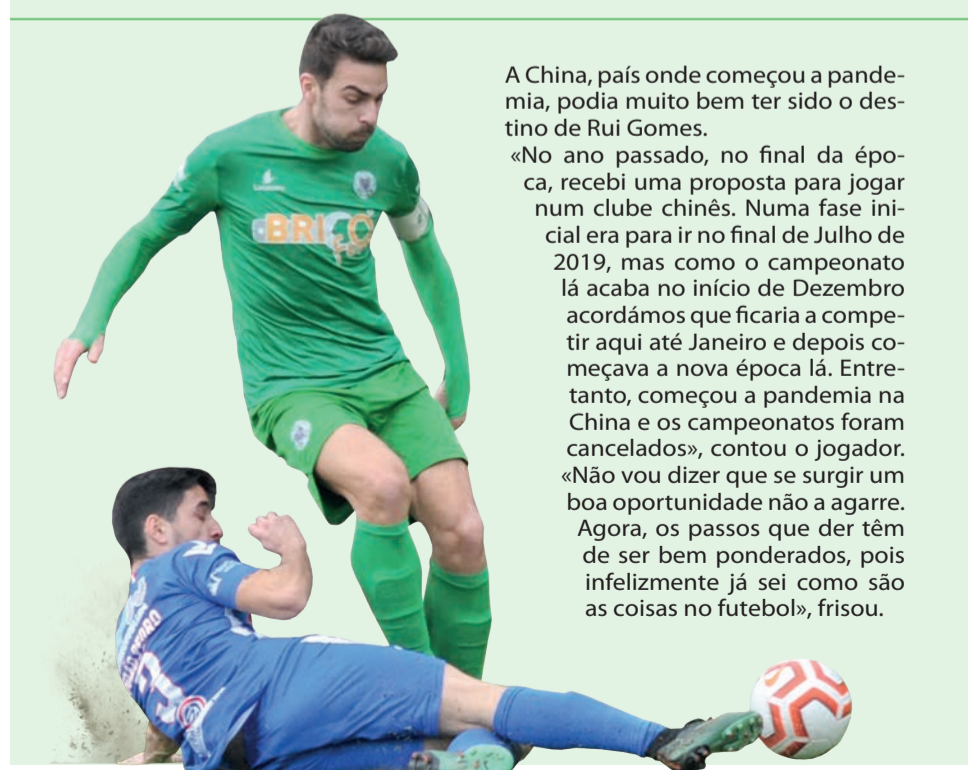 A China, país onde começou a pande-
mia, podia muito bem ter sido o des-
tino de Rui Gomes.
«No ano passado, no final da épo-
ca, recebi uma proposta para jogar
num clube chinês. Numa fase ini-
cial era para ir no final de Julho de
2019, mas como o campeonato
lá acaba no início de Dezembro
acordámos que ficaria a compe-
tir aqui até Janeiro e depois co-
meçava a nova época lá. Entre-
tanto, começou a pandemia na
China e os campeonatos foram
cancelados», contou o jogador.
«Não vou dizer que se surgir um
boa oportunidade não a agarre.
Agora, os passos que der têm
de ser bem ponderados, pois
infelizmente já sei como são
as coisas no futebol», frisou.
BRICO
PEDRO
3